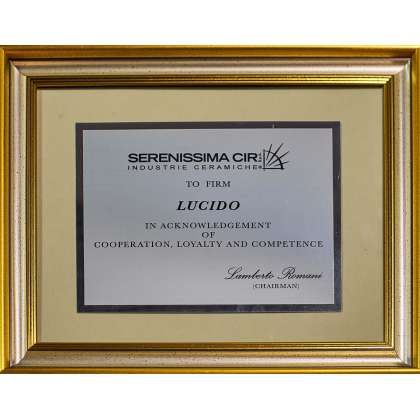 SERENISSIMA CIR
INDUSTRIE CERAMICHE
TO FIRM
LUCIDO
IN ACKNOWLEDGEMENT
OF
COOPERATION, LOYALTY AND COMPETENCE
Lamberto Romani
(CHAIRMAN)